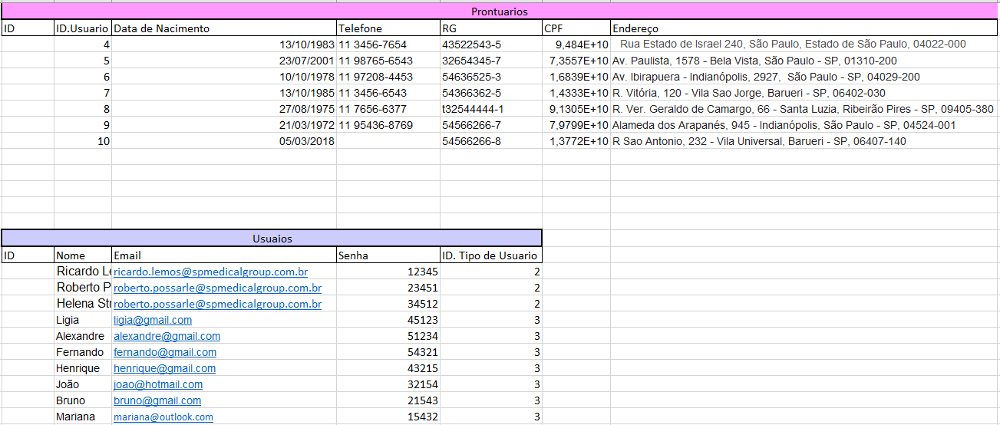 Prontuarios
ID ID.Usuario Data de Nacimento Telefone RG CPF Endereço
4 13/10/1983 11 3456-7654 43522543-5 9,484E+10 Rua Estado de Israel 240, São Paulo, Estado de São Paulo, 04022-000
5 23/07/2001 11 98765-6543 32654345-7 7,3557E+10 Av. Paulista, 1578 - Bela Vista, São Paulo - SP, 01310-200
6 10/10/1978 11 97208-4453 54636525-3 1,6839E+10 Av. Ibirapuera - Indianópolis, 2927, São Paulo - SP, 04029-200
7 13/10/1985 11 3456-6543 54366362-5 1,4333E+10 R. Vitória, 120 - Vila Sao Jorge, Barueri - SP, 06402-030
8 27/08/1975 11 7656-6377 t32544444-1 9,1305E+10 R. Ver. Geraldo de Camargo, 66 - Santa Luzia, Ribeirão Pires - SP, 09405-380
9 21/03/1972 11 95436-8769 54566266-7 7,9799E+10 Alameda dos Arapanés, 945 - Indianópolis, São Paulo - SP, 04524-001
10 05/03/2018 54566266-8 1,3772E+10 R Sao Antonio, 232 - Vila Universal, Barueri - SP, 06407-140
Usuaios
ID Nome Email Senha ID. Tipo de Usuario
Ricardo Le ricardo.lemos@spmedicalgroup.com.br 12345 2
Roberto P roberto.possarle@spmedicalgroup.com.br 23451 2
Helena Str roberto.possarle@spmedicalgroup.com.br 34512 2
Ligia ligia@gmail.com 45123 3
Alexandre alexandre@gmail.com 51234 3
Fernando fernando@gmail.com 54321 3
Henrique henrique@gmail.com 43215 3
João joao@hotmail.com 32154 3
Bruno bruno@gmail.com 21543 3
Mariana mariana@outlook.com 15432 3